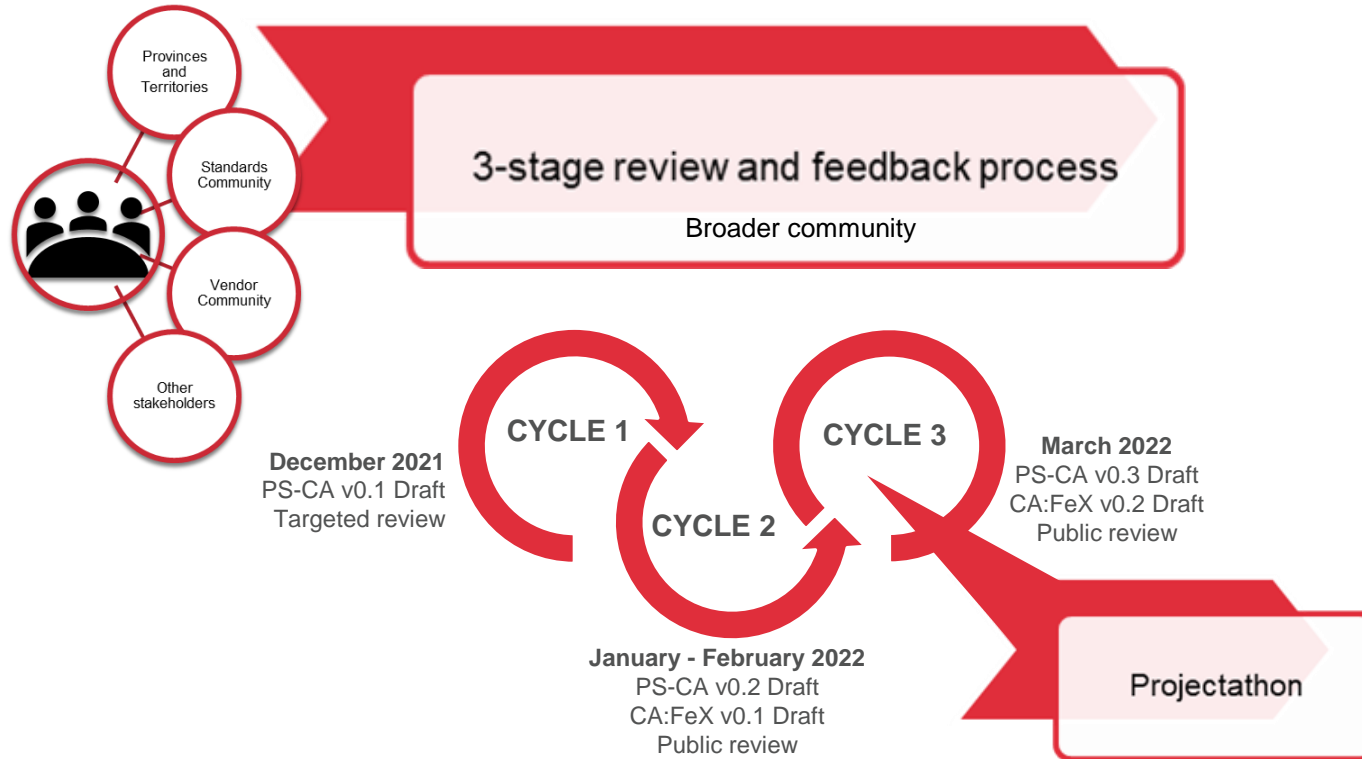 Provinces
and
Territories
Standards
Community
Vendor
Community
Other
stakeholders
3-stage review and feedback process
Broader community
CYCLE 1
December 2021
PS-CA v0.1 Draft
Targeted review
CYCLE 2
January - February 2022
PS-CA v0.2 Draft
CA:FeX v0.1 Draft
Public review
CYCLE 3
March 2022
PS-CA v0.3 Draft
CA:FeX v0.2 Draft
Public review
Projectathon